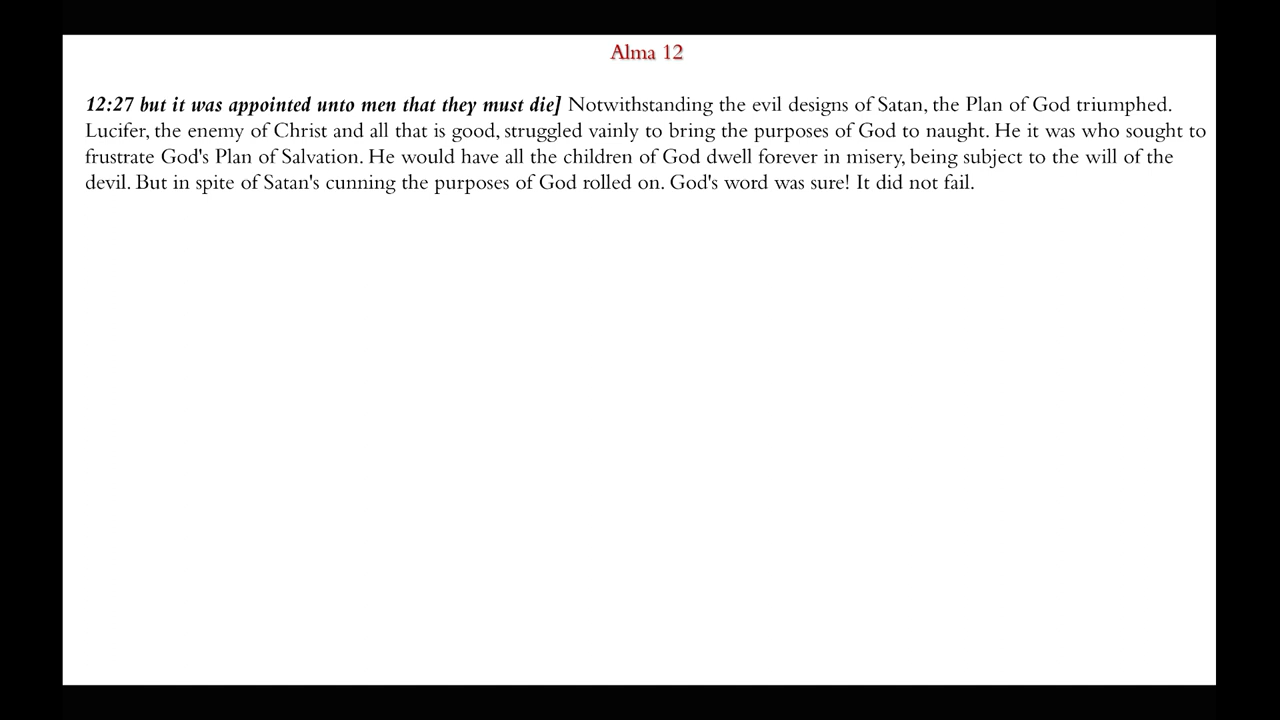 Alma 12
12:27 but it was appointed unto men that they must die] Notwithstanding the evil designs of Satan, the Plan of God triumphed.
Lucifer, the enemy of Christ and all that is good, struggled vainly to bring the purposes of God to naught. He it was who sought to
frustrate God's Plan of Salvation. He would have all the children of God dwell forever in misery, being subject to the will of the
devil. But in spite of Satan's cunning the purposes of God rolled on. God's word was sure! It did not fail.